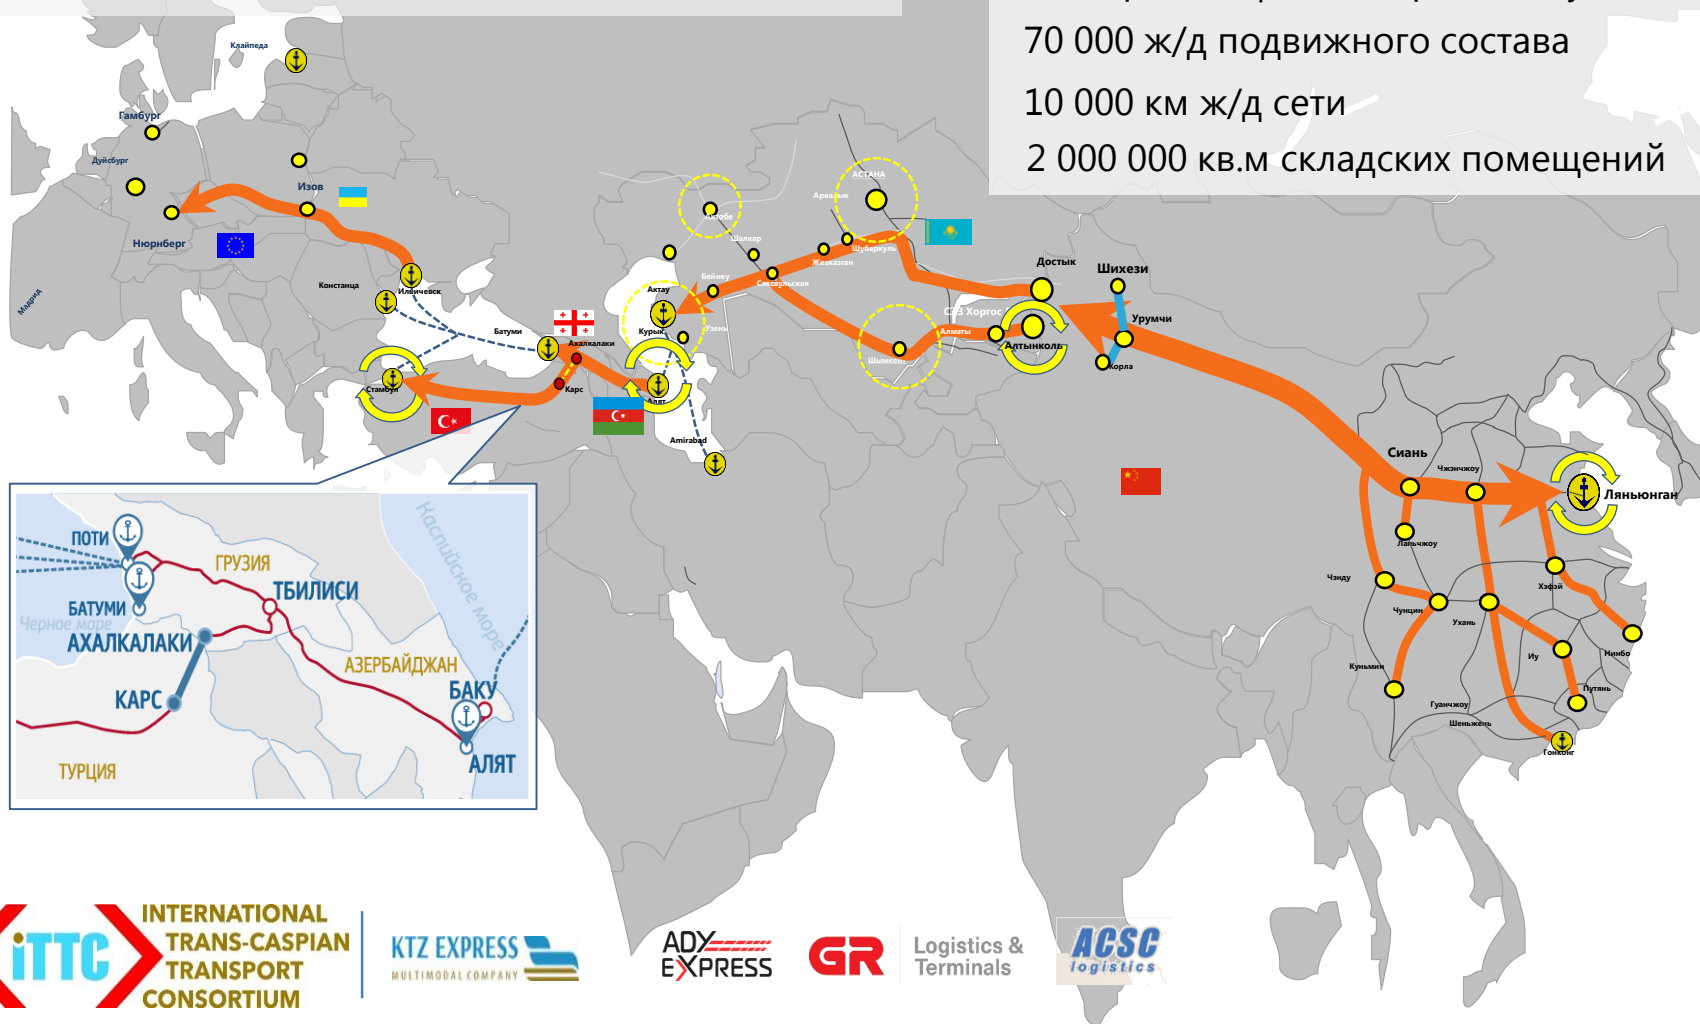 70 000 ж/д подвижного состава
10 000 км ж/д сети
2 000 000 кв.м складских помещений
Клайпеда
Гамбург
Дуйсбург
Изов
Нюрнберг
Мадрид
Констанца
Ильичевск
Батуми
Ахалкалаки
Карс
Стамбул
Алят
Amirabad
Актау
Курык
Узень
Бейнеу
Саксаульская
Шалкар
Актобе
Жезказган
Шубаркуль
Аркалык
АСТАНА
Шымкент
Алматы
СЭЗ Хоргос
Алтынколь
Достык
Шихези
Урумчи
Корла
Сиань
Чжэнчжоу
Ляньюнган
Ланьчжоу
Чэнду
Чунцин
Ухань
Хэфэй
Нинбо
Иу
Путянь
Куньмин
Гуанчжоу
Шеньжень
Гонконг
ПОТИ
ГРУЗИЯ
ТБИЛИСИ
БАТУМИ
Черное море
АХАЛКАЛАКИ
КАРС
АЗЕРБАЙДЖАН
БАКУ
АЛЯТ
ТУРЦИЯ
Каспийское море
iTTC
INTERNATIONAL
TRANS-CASPIAN
TRANSPORT
CONSORTIUM
KTZ EXPRESS
MULTIMODAL COMPANY
ADY
EXPRESS
GR
Logistics &
Terminals
ACSC
logistics